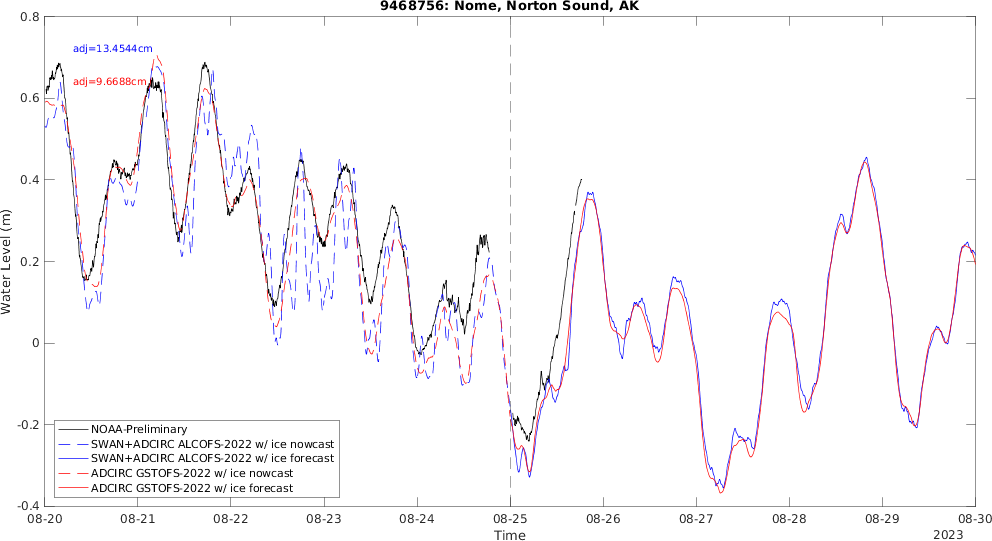 9468756: Nome, Norton Sound, AK
adj=13.4544cm
adj=9.6688cm
Water Level (m)
0.8
0.6
0.4
0.2
0
-0.2
-0.4
NOAA-Preliminary
SWAN+ADCIRC ALCOFS-2022 w/ ice nowcast
SWAN+ADCIRC ALCOFS-2022 w/ ice forecast
ADCIRC GSTOFS-2022 w/ ice nowcast
ADCIRC GSTOFS-2022 w/ ice forecast
08-20 08-21 08-22 08-23 08-24 08-25 08-26 08-27 08-28 08-29 08-30
Time
2023